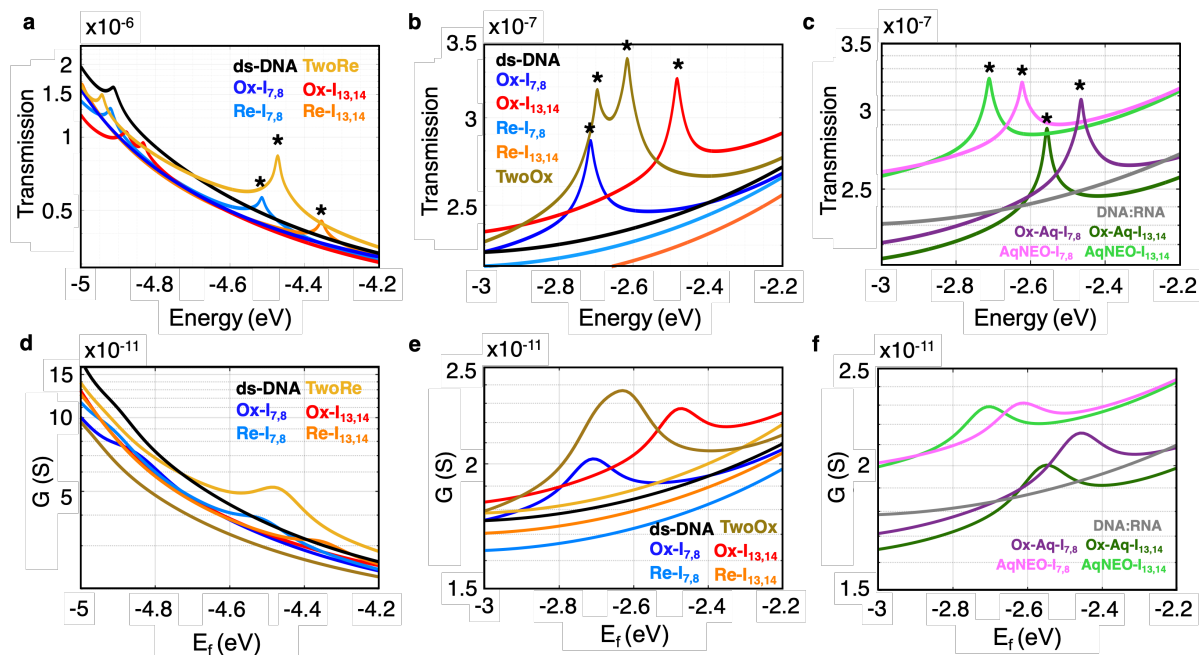 a
x10-6
2
1.5
1
0.5
Transmission
ds-DNA TwoRe
Ox-I7,8 Ox-I13,14
Re-I7,8 Re-I13,14
*
*
*
-5 -4.8 -4.6 -4.4 -4.2
Energy (eV)
b
x10-7
3.5
3
2.5
Transmission
ds-DNA
Ox-I7,8
Ox-I13,14
Re-I7,8
Re-I13,14
TwoOx
*
*
*
*
-3 -2.8 -2.6 -2.4 -2.2
Energy (eV)
c
x10-7
3.5
3
2.5
Transmission
*
*
*
*
DNA:RNA
Ox-Aq-I7,8 Ox-Aq-I13,14
AqNEO-I7,8 AqNEO-I13,14
-3 -2.8 -2.6 -2.4 -2.2
Energy (eV)
d
x10-11
15
10
5
G (S)
ds-DNA TwoRe
Ox-I7,8 Ox-I13,14
Re-I7,8 Re-I13,14
-5 -4.8 -4.6 -4.4 -4.2
Ef (eV)
e
x10-11
2.5
2
1.5
G (S)
ds-DNA TwoOx
Ox-I7,8 Ox-I13,14
Re-I7,8 Re-I13,14
-3 -2.8 -2.6 -2.4 -2.2
Ef (eV)
f
x10-11
2.5
2
1.5
G (S)
DNA:RNA
Ox-Aq-I7,8 Ox-Aq-I13,14
AqNEO-I7,8 AqNEO-I13,14
-3 -2.8 -2.6 -2.4 -2.2
Ef (eV)